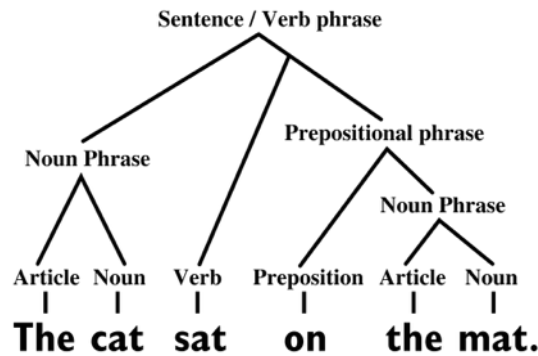 Sentence / Verb phrase
Prepositional phrase
Noun Phrase
Noun Phrase
Article Noun Verb Preposition Article Noun
The cat sat on the mat.